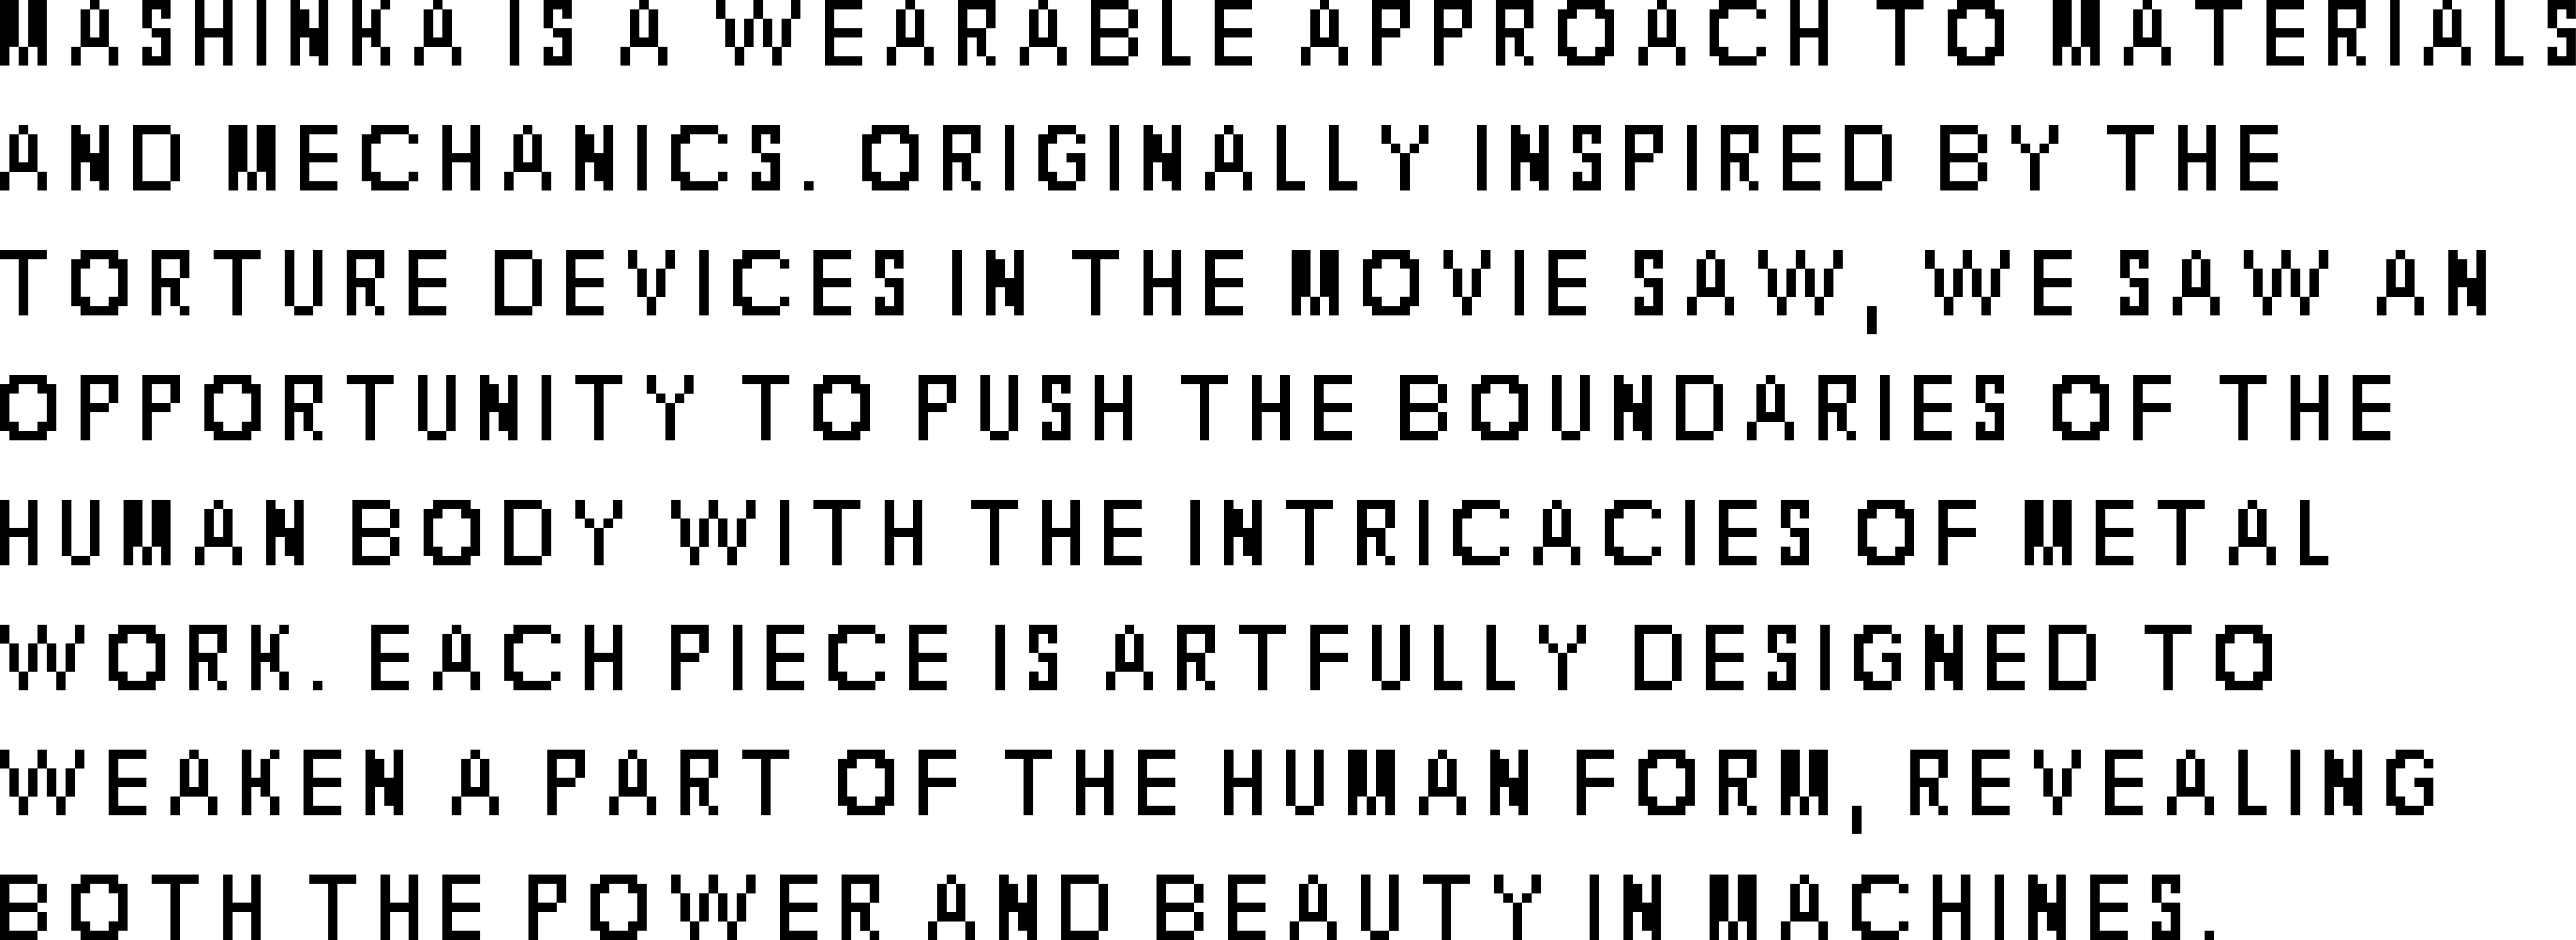 MASHINKA IS A WEARABLE APPROACH TO MATERIALS
AND MECHANICS. ORIGINALLY INSPIRED BY THE
TORTURE DEVICES IN THE MOVIE SAW, WE SAW AN
OPPORTUNITY TO PUSH THE BOUNDARIES OF THE
HUMAN BODY WITH THE INTRICACIES OF METAL
WORK. EACH PIECE IS ARTFULLY DESIGNED TO
WEAKEN A PART OF THE HUMAN FORM, REVEALING
BOTH THE POWER AND BEAUTY IN MACHINES.